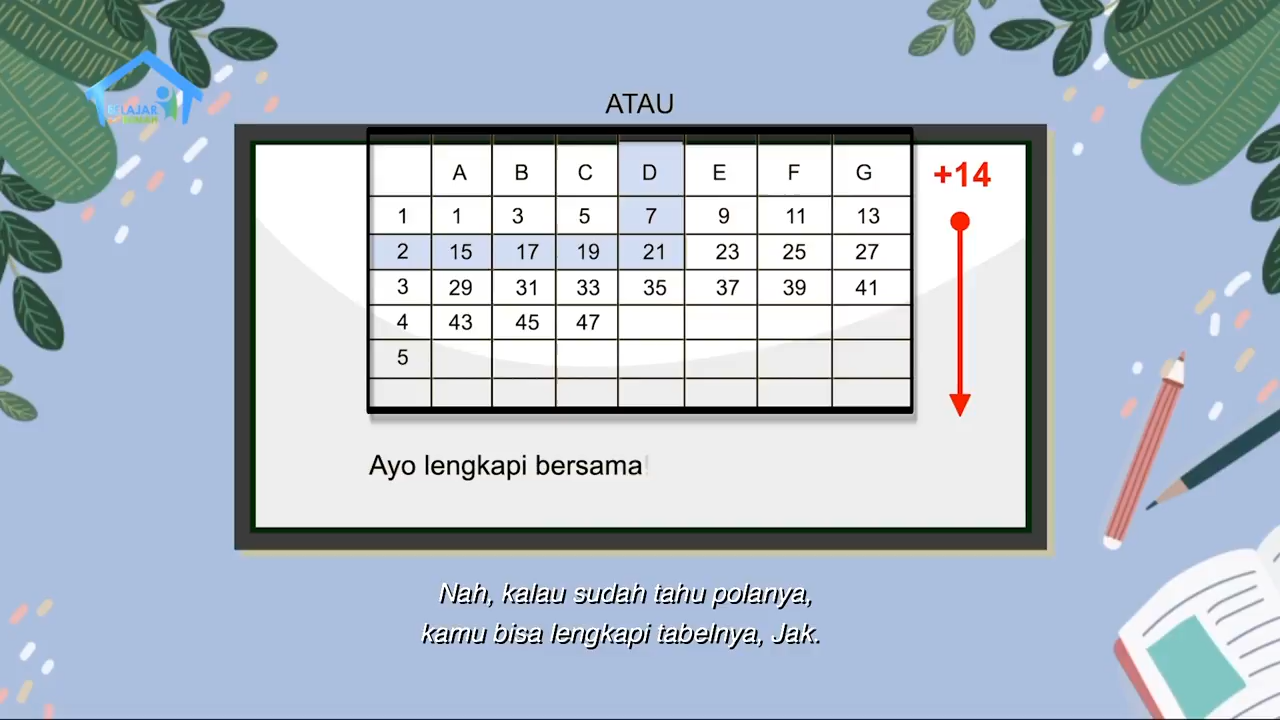 BELAJAR
ATAU
A B C D E F G
1 1 3 5 7 9 11 13
2 15 17 19 21 23 25 27
3 29 31 33 35 37 39 41
4 43 45 47
5
+14
Ayo lengkapi bersama!
Nah, kalau sudah tahu polanya,
kamu bisa lengkapi tabelnya, Jak.